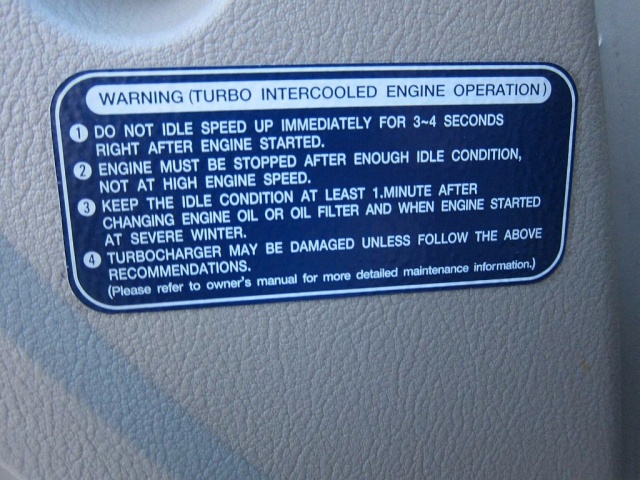 WARNING (TURBO INTERCOOLED ENGINE OPERATION)
1 DO NOT IDLE SPEED UP IMMEDIATELY FOR 3~4 SECONDS
RIGHT AFTER ENGINE STARTED.
2 ENGINE MUST BE STOPPED AFTER ENOUGH IDLE CONDITION,
NOT AT HIGH ENGINE SPEED.
3 KEEP THE IDLE CONDITION AT LEAST 1.MINUTE AFTER
CHANGING ENGINE OIL OR OIL FILTER AND WHEN ENGINE STARTED
AT SEVERE WINTER.
4 TURBOCHARGER MAY BE DAMAGED UNLESS FOLLOW THE ABOVE
RECOMMENDATIONS.
(Please refer to owner's manual for more detailed maintenance information.)